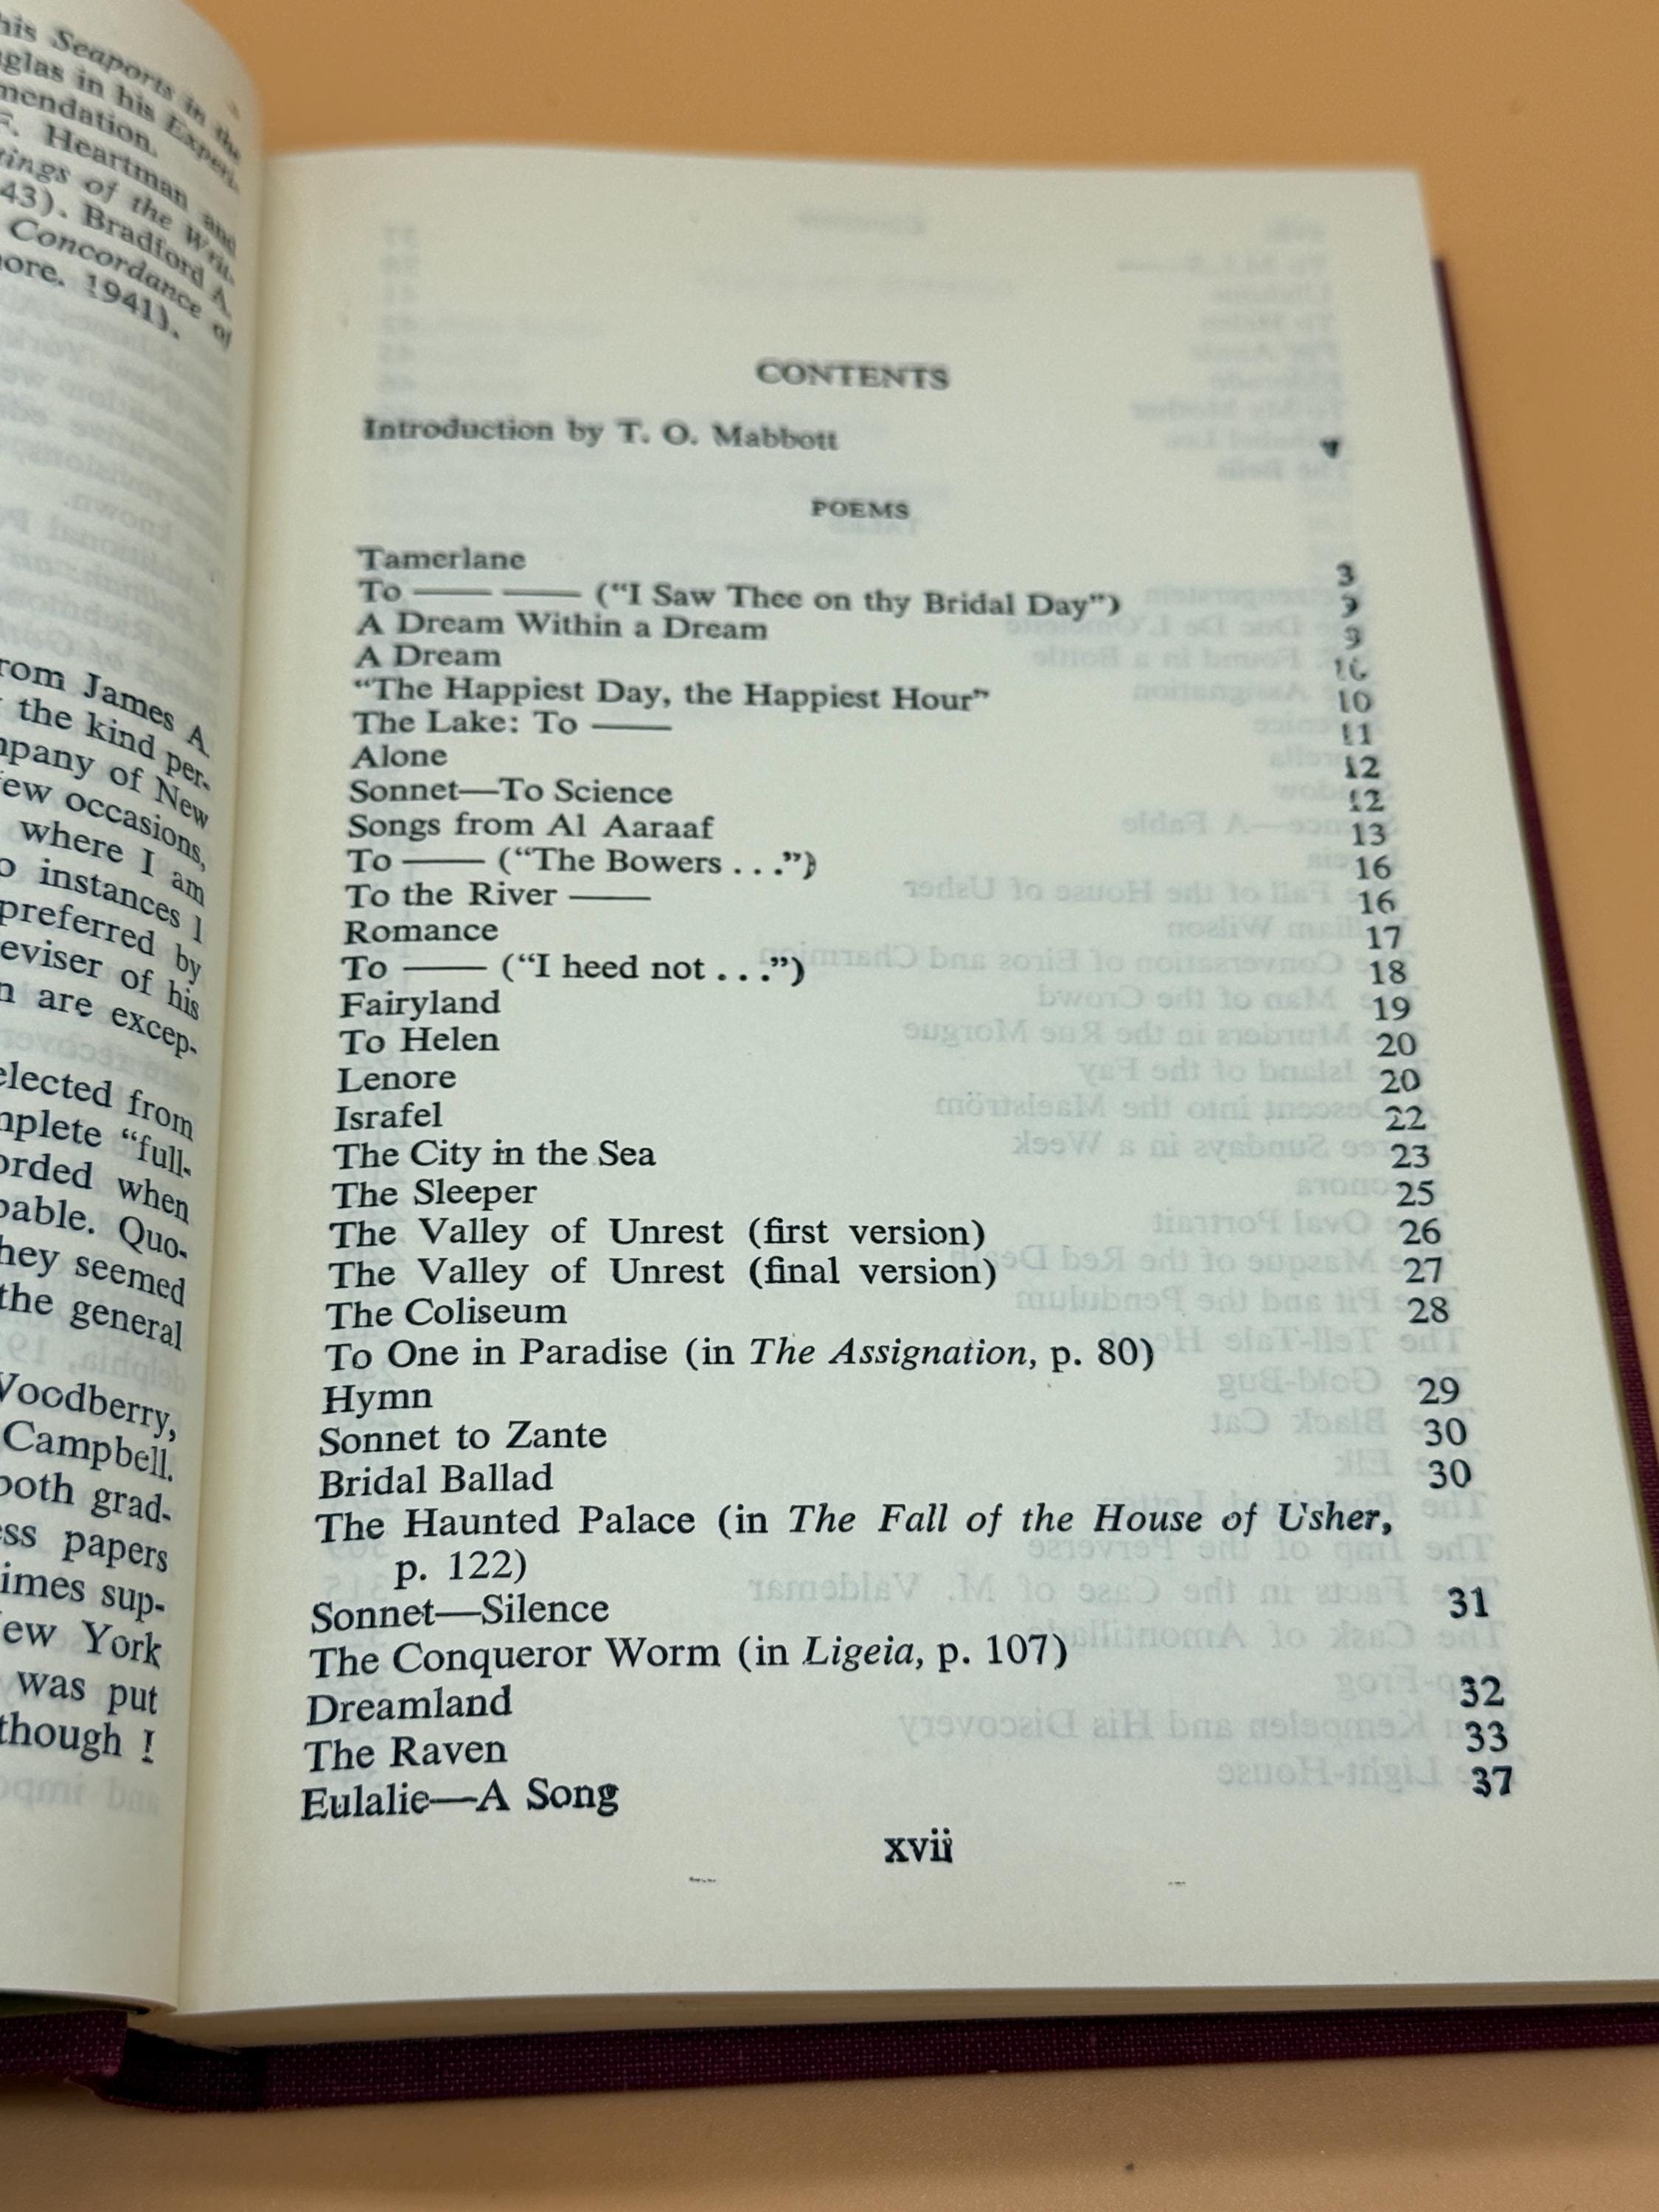 his Seaports in the
glas in his Experi-
mendation.
F. Heartman and
tings of the Writ-
43). Bradford A.
Concordance of
ore. 1941).
rom James A.
the kind per-
mpany of New
ew occasions,
where I am
o instances I
preferred by
eviser of his
n are excep-
elected from
nplete “full-
orded when
bable. Quo-
hey seemed
the general
Woodberry,
Campbell.
both grad-
ss papers
imes sup-
ew York
was put
though I
CONTENTS
Introduction by T. O. Mabbott v
POEMS
Tamerlane 3
To —— —— (“I Saw Thee on thy Bridal Day”) 9
A Dream Within a Dream 9
A Dream 10
“The Happiest Day, the Happiest Hour” 10
The Lake: To —— 11
Alone 12
Sonnet—To Science 12
Songs from Al Aaraaf 13
To —— (“The Bowers . . .”) 16
To the River —— 16
Romance 17
To —— (“I heed not . . .”) 18
Fairyland 19
To Helen 20
Lenore 20
Israfel 22
The City in the Sea 23
The Sleeper 25
The Valley of Unrest (first version) 26
The Valley of Unrest (final version) 27
The Coliseum 28
To One in Paradise (in The Assignation, p. 80)
Hymn 29
Sonnet to Zante 30
Bridal Ballad 30
The Haunted Palace (in The Fall of the House of Usher,
p. 122)
Sonnet—Silence 31
The Conqueror Worm (in Ligeia, p. 107)
Dreamland 32
The Raven 33
Eulalie—A Song 37
xvii